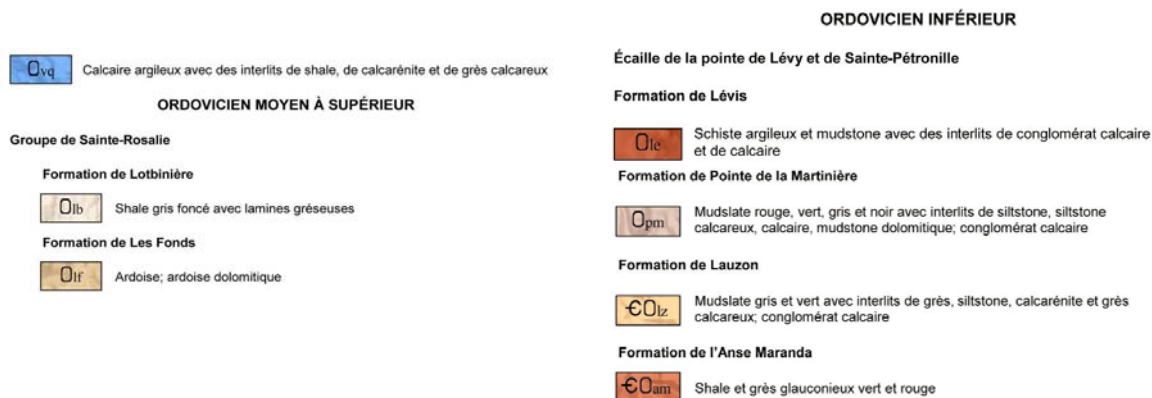 Ovq Calcaire argileux avec des interlits de shale, de calcarénite et de grès calcareux
ORDOVICIEN MOYEN À SUPÉRIEUR
Groupe de Sainte-Rosalie
Formation de Lotbinière
Olb Shale gris foncé avec lamines gréseuses
Formation de Les Fonds
Olf Ardoise; ardoise dolomitique
ORDOVICIEN INFÉRIEUR
Écaille de la pointe de Lévy et de Sainte-Pétronille
Formation de Lévis
Ole Schiste argileux et mudstone avec des interlits de conglomérat calcaire
et de calcaire
Formation de Pointe de la Martinière
Opm Mudslate rouge, vert, gris et noir avec interlits de siltstone, siltstone
calcareux, calcaire, mudstone dolomitique; conglomérat calcaire
Formation de Lauzon
€Olz Mudslate gris et vert avec interlits de grès, siltstone, calcarénite et grès
calcareux; conglomérat calcaire
Formation de l'Anse Maranda
€Oam Shale et grès glauconieux vert et rouge